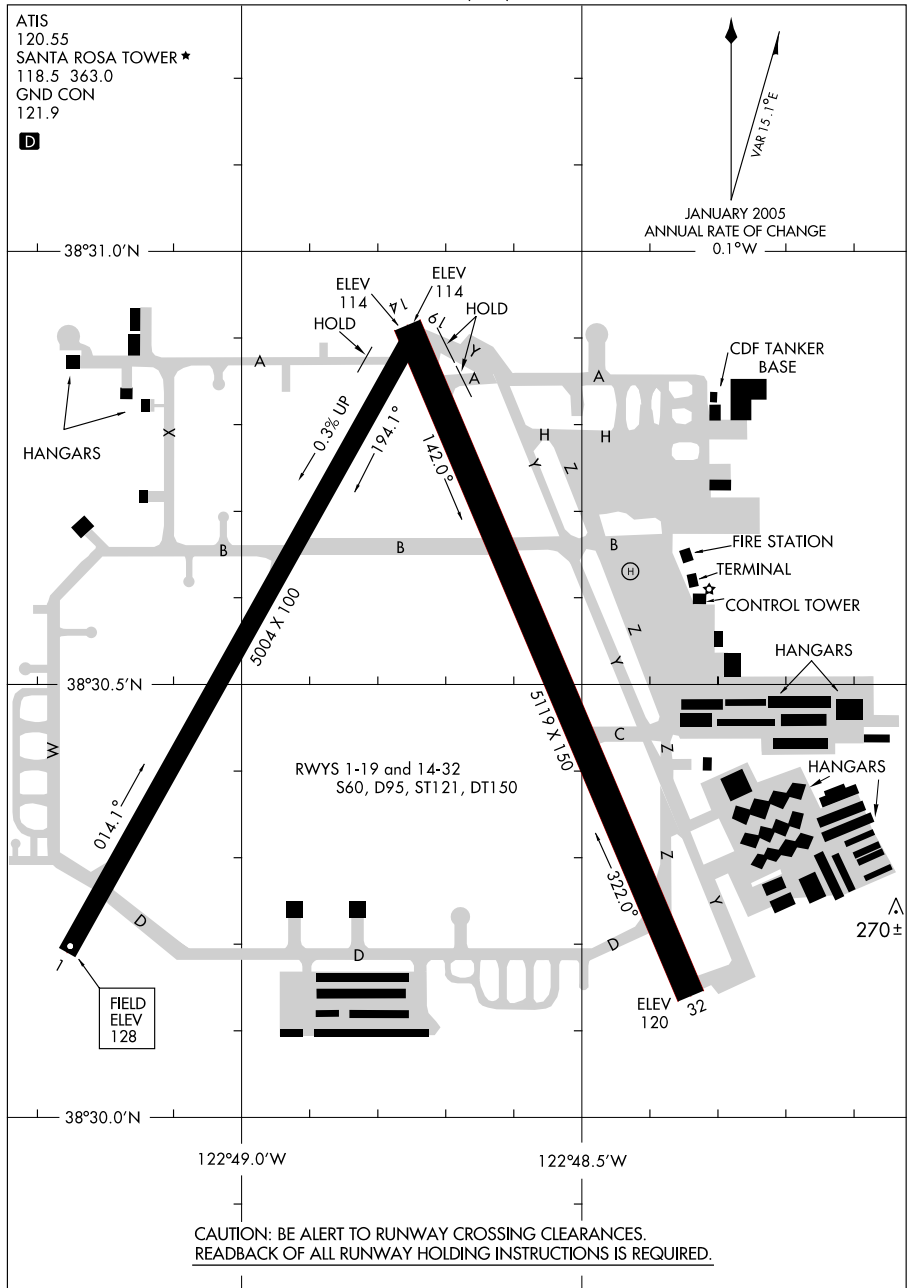 ATIS
120.55
SANTA ROSA TOWER ★
118.5 363.0
GND CON
121.9
D
VAR 15.1°E
JANUARY 2005
ANNUAL RATE OF CHANGE
0.1°W
38°31.0'N
ELEV
114
ELEV
114
HOLD
HOLD
14
19
A
Y
A
A
CDF TANKER
BASE
HANGARS
X
0.3% UP
194.1°
142.0°
H
H
Y
Z
B
B
B
H
FIRE STATION
TERMINAL
CONTROL TOWER
5004 X 100
Z
Y
HANGARS
38°30.5'N
5119 X 150
C
W
Z
RWYS 1-19 and 14-32
S60, D95, ST121, DT150
HANGARS
014.1°
322.0°
Z
Y
270±
D
D
D
1
FIELD
ELEV
128
ELEV
120
32
38°30.0'N
122°49.0'W
122°48.5'W
CAUTION: BE ALERT TO RUNWAY CROSSING CLEARANCES.
READBACK OF ALL RUNWAY HOLDING INSTRUCTIONS IS REQUIRED.